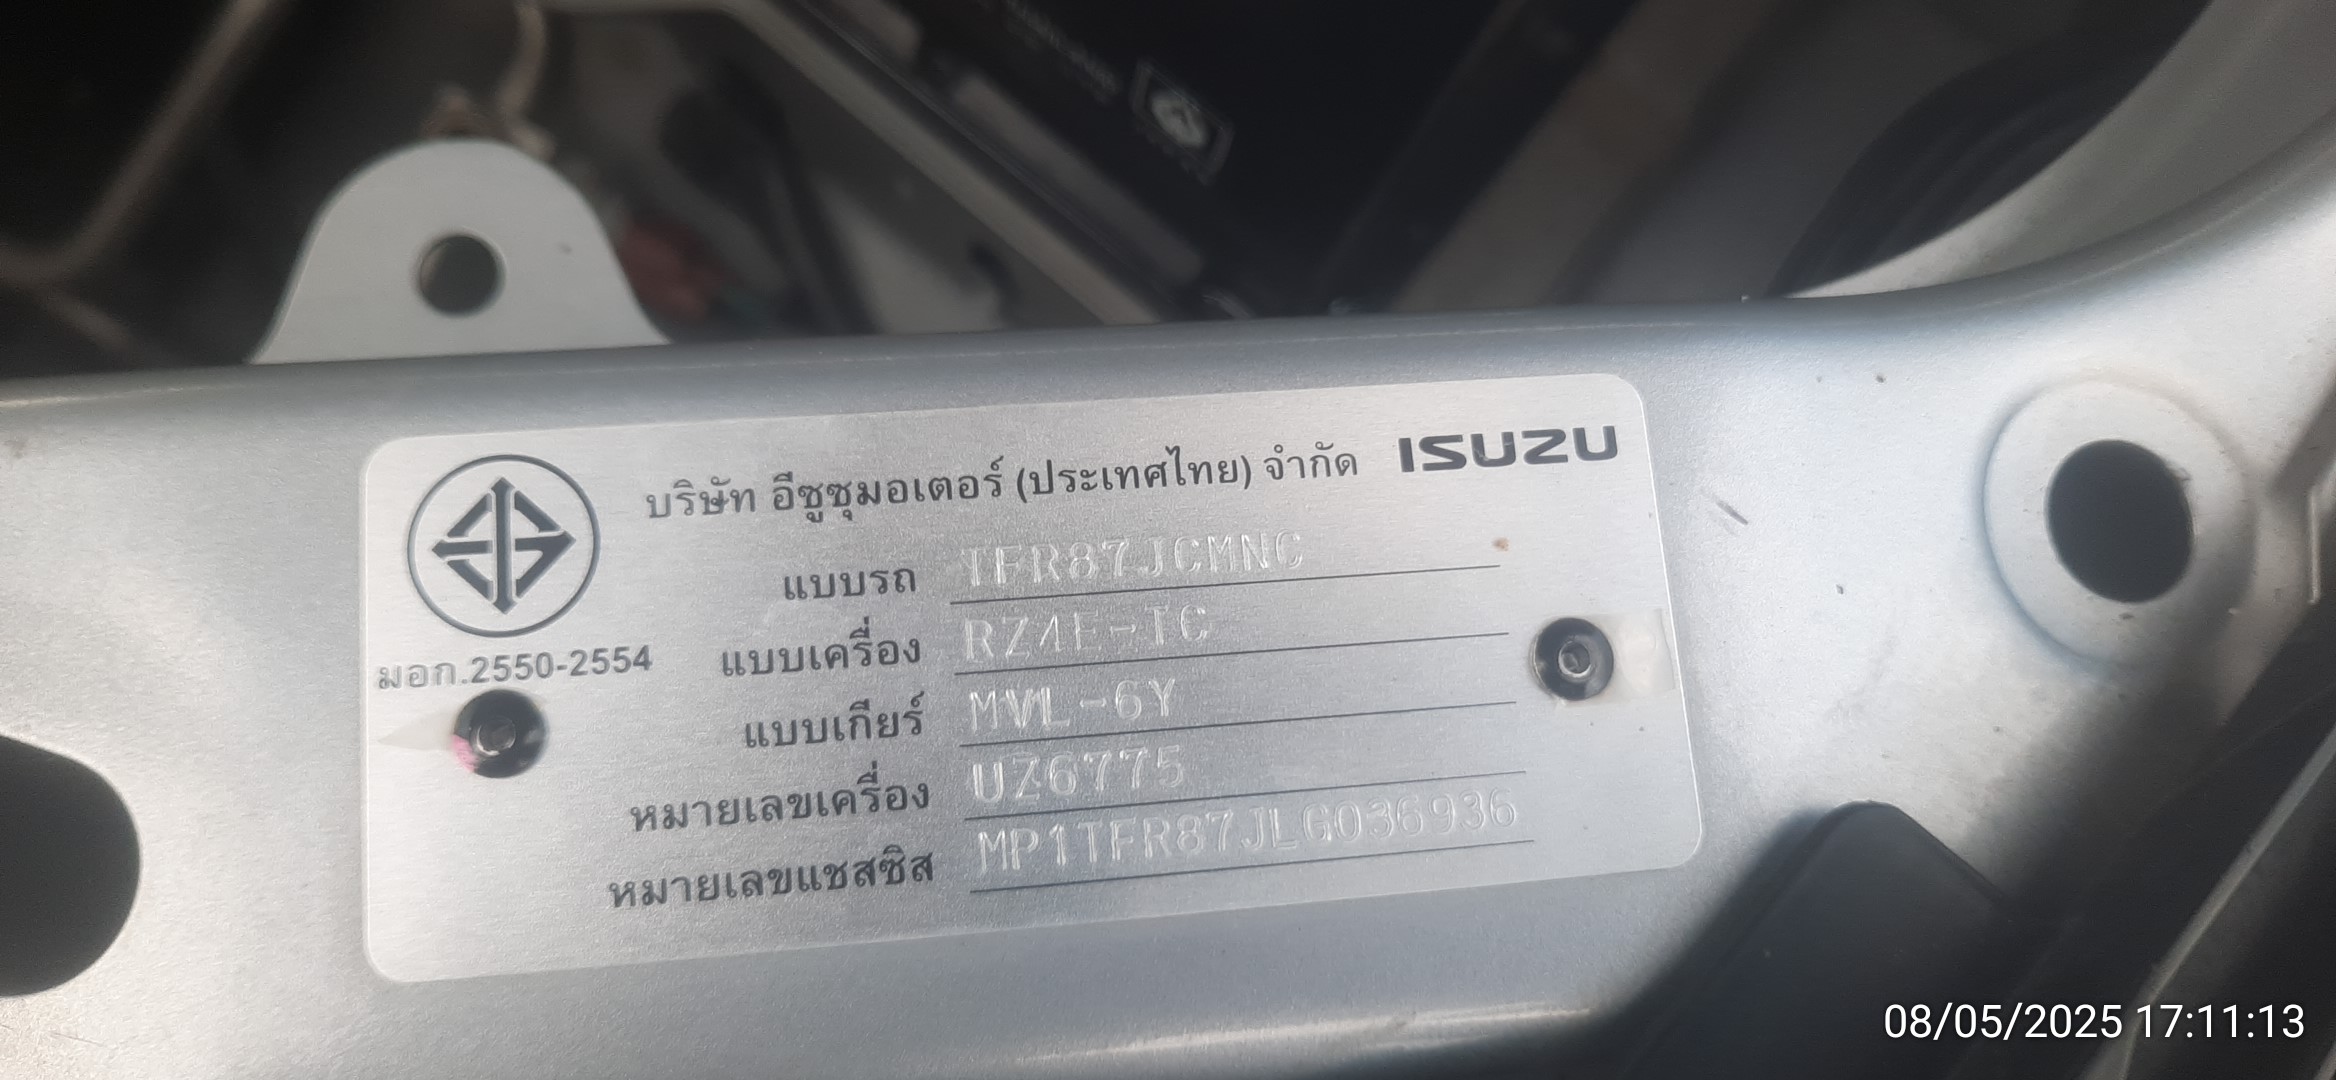 บริษัท อีซูซุมอเตอร์ (ประเทศไทย) จำกัด ISUZU
มอก.2550-2554
แบบรถ TFR87JCMNC
แบบเครื่อง RZ4E-TC
แบบเกียร์ MVL-6Y
หมายเลขเครื่อง UZ6775
หมายเลขแชสซิส MP1TFR87JLG036936
08/05/2025 17:11:13